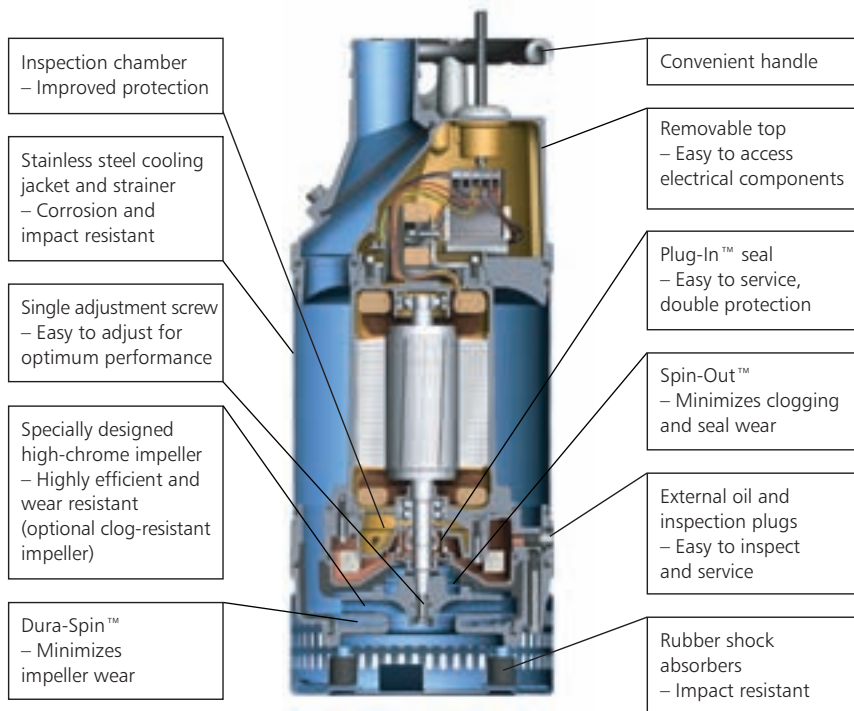 Inspection chamber
– Improved protection
Stainless steel cooling
jacket and strainer
– Corrosion and
impact resistant
Single adjustment screw
– Easy to adjust for
optimum performance
Specially designed
high-chrome impeller
– Highly efficient and
wear resistant
(optional clog-resistant
impeller)
Dura-Spin™
– Minimizes
impeller wear
Convenient handle
Removable top
– Easy to access
electrical components
Plug-In™ seal
– Easy to service,
double protection
Spin-Out™
– Minimizes clogging
and seal wear
External oil and
inspection plugs
– Easy to inspect
and service
Rubber shock
absorbers
– Impact resistant